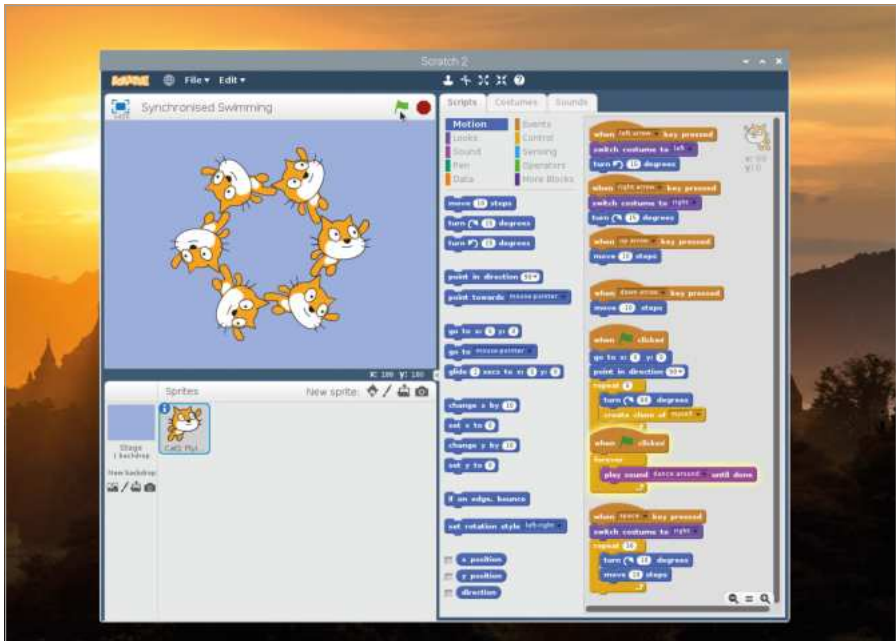 Scratch 2
SCRATCH File Edit
Synchronised Swimming
x: 180 y: 180
Sprites New sprite:
Stage
1 backdrop
New backdrop
Scripts Costumes Sounds
Motion Events
Looks Control
Sound Sensing
Pen Operators
Data More Blocks
move 10 steps
turn 15 degrees
turn 15 degrees
point in direction 90
point towards mouse-pointer
go to x: 0 y: 0
go to mouse-pointer
glide 1 secs to x: 0 y: 0
change x by 10
set x to 0
change y by 10
set y to 0
if on edge, bounce
set rotation style left-right
x position
y position
direction
when left arrow key pressed
switch costume to left
turn 15 degrees
when right arrow key pressed
switch costume to right
turn 15 degrees
when up arrow key pressed
move 10 steps
when down arrow key pressed
move -10 steps
when clicked
go to x: 0 y: 0
point in direction 90
repeat 6
turn 60 degrees
create clone of myself
when clicked
forever
play sound dance around until done
when space key pressed
switch costume to right
repeat
turn 10 degrees
move 10 steps